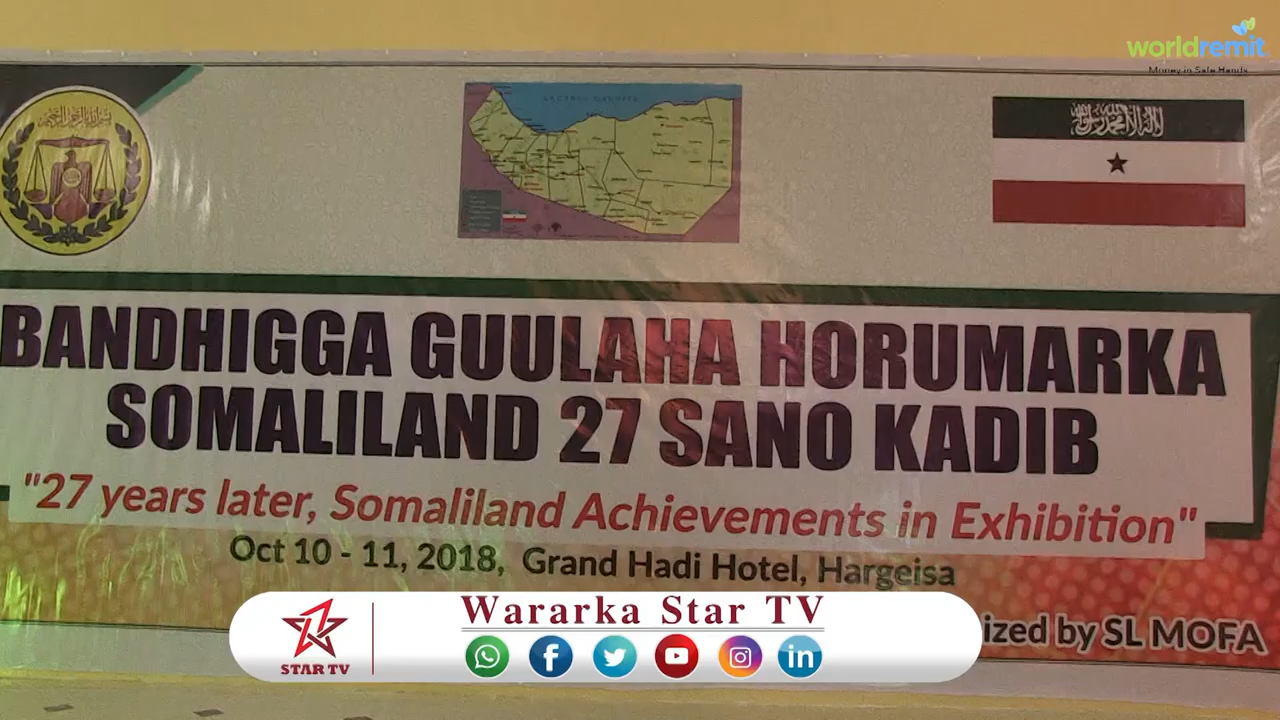 worldremit
Money in Safe Hands
BANDHIGGA GUULAHA HORUMARKA
SOMALILAND 27 SANO KADIB
"27 years later, Somaliland Achievements in Exhibition"
Oct 10 - 11, 2018, Grand Hadi Hotel, Hargeisa
ized by SL MOFA
Wararka Star TV
STAR TV